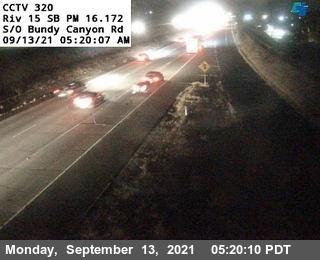 CCTV 320
Riv 15 SB PM 16.172
S/O Bundy Canyon Rd
09/13/21 05:20:07 AM
Monday, September 13, 2021 05:20:10 PDT